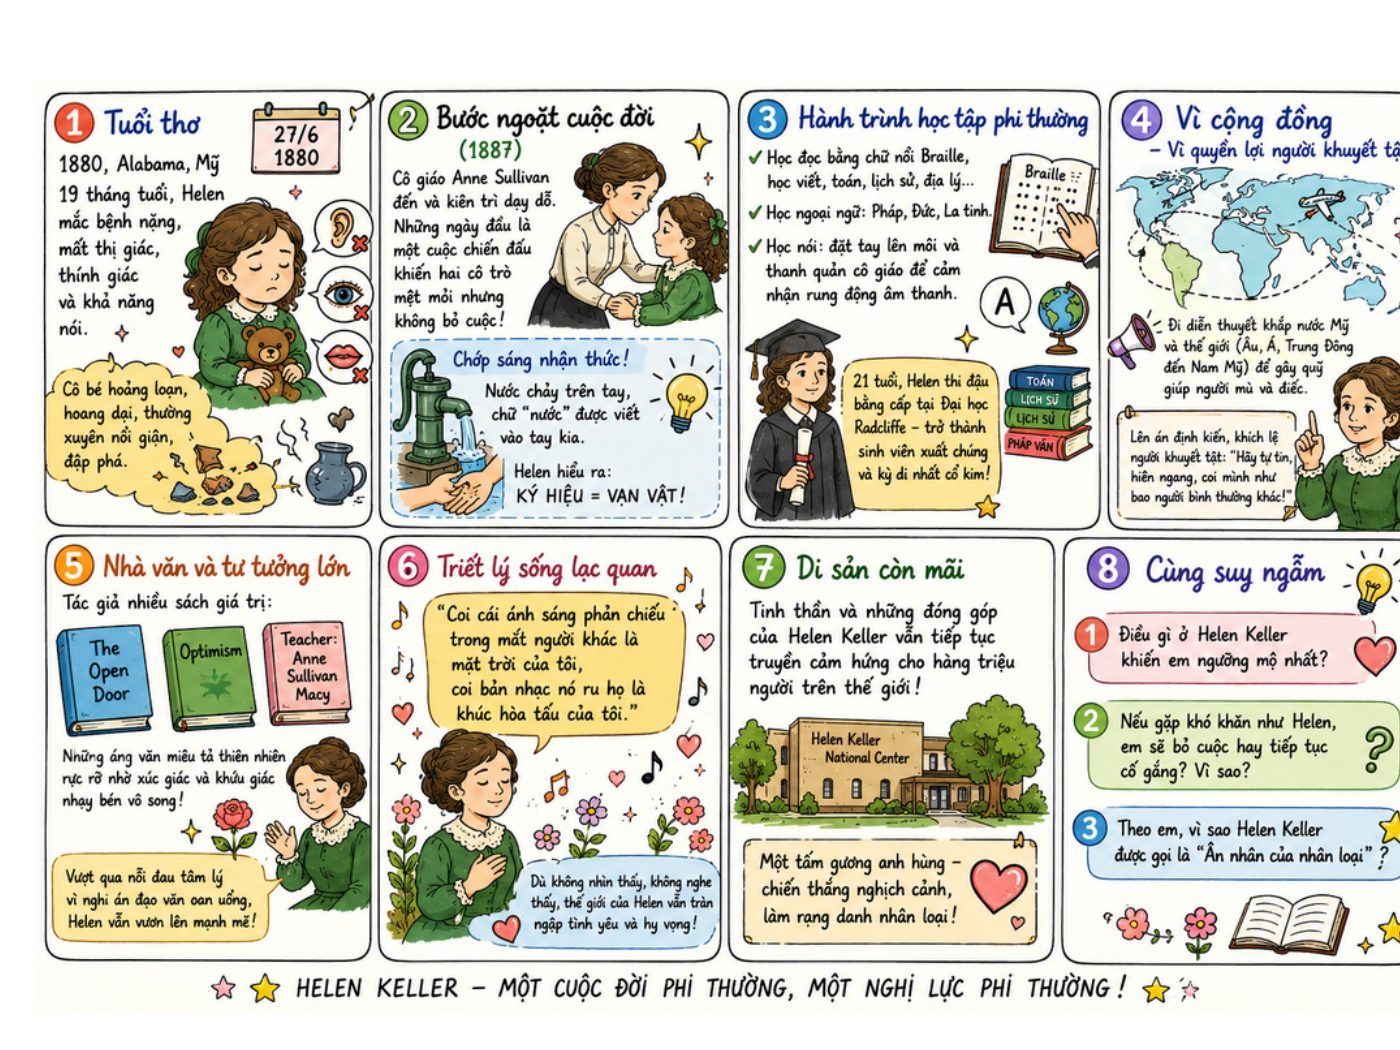 1 Tuổi thơ
27/6
1880
1880, Alabama, Mỹ
19 tháng tuổi, Helen
mắc bệnh nặng,
mất thị giác,
thính giác
và khả năng
nói.
Cô bé hoảng loạn,
hoang dại, thường
xuyên nổi giận,
đập phá.
2 Bước ngoặt cuộc đời
(1887)
Cô giáo Anne Sullivan
đến và kiên trì dạy dỗ.
Những ngày đầu là
một cuộc chiến đấu
khiến hai cô trò
mệt mỏi nhưng
không bỏ cuộc!
Chớp sáng nhận thức!
Nước chảy trên tay,
chữ "nước" được viết
vào tay kia.
Helen hiểu ra:
KÝ HIỆU = VẠN VẬT!
3 Hành trình học tập phi thường
✓ Học đọc bằng chữ nổi Braille,
học viết, toán, lịch sử, địa lý...
✓ Học ngoại ngữ: Pháp, Đức, La tinh.
✓ Học nói: đặt tay lên môi và
thanh quản cô giáo để cảm
nhận rung động âm thanh.
Braille
A
21 tuổi, Helen thi đậu
bằng cấp tại Đại học
Radcliffe – trở thành
sinh viên xuất chúng
và kỳ dị nhất cổ kim!
TOÁN
LỊCH SỬ
LỊCH SỬ
PHÁP VĂN
4 Vì cộng đồng
– Vì quyền lợi người khuyết tậ
Đi diễn thuyết khắp nước Mỹ
và thế giới (Âu, Á, Trung Đông
đến Nam Mỹ) để gây quỹ
giúp người mù và điếc.
Lên án định kiến, khích lệ
người khuyết tật: "Hãy tự tin,
hiên ngang, coi mình như
bao người bình thường khác!"
5 Nhà văn và tư tưởng lớn
Tác giả nhiều sách giá trị:
The
Open
Door
Optimism
Teacher:
Anne
Sullivan
Macy
Những áng văn miêu tả thiên nhiên
rực rỡ nhờ xúc giác và khứu giác
nhạy bén vô song!
Vượt qua nỗi đau tâm lý
vì nghi án đạo văn oan uổng,
Helen vẫn vươn lên mạnh mẽ!
6 Triết lý sống lạc quan
"Coi cái ánh sáng phản chiếu
trong mắt người khác là
mặt trời của tôi,
coi bản nhạc nó ru họ là
khúc hòa tấu của tôi."
Dù không nhìn thấy, không nghe
thấy, thế giới của Helen vẫn tràn
ngập tình yêu và hy vọng!
7 Di sản còn mãi
Tinh thần và những đóng góp
của Helen Keller vẫn tiếp tục
truyền cảm hứng cho hàng triệu
người trên thế giới!
Helen Keller
National Center
Một tấm gương anh hùng –
chiến thắng nghịch cảnh,
làm rạng danh nhân loại!
8 Cùng suy ngẫm
1 Điều gì ở Helen Keller
khiến em ngưỡng mộ nhất?
2 Nếu gặp khó khăn như Helen,
em sẽ bỏ cuộc hay tiếp tục
cố gắng? Vì sao?
?
3 Theo em, vì sao Helen Keller
được gọi là "Ân nhân của nhân loại"?
HELEN KELLER – MỘT CUỘC ĐỜI PHI THƯỜNG, MỘT NGHỊ LỰC PHI THƯỜNG!